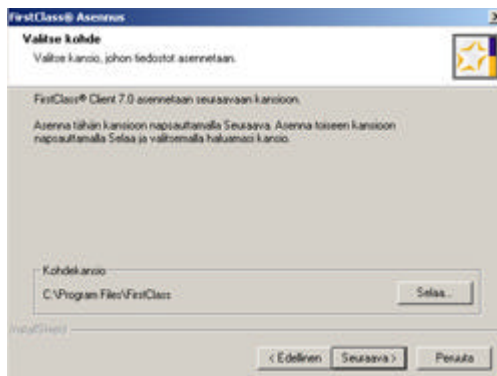 FirstClass® Asennus
Valitse kohde
Valitse kansio, johon tiedostot asennetaan.
FirstClass® Client 7.0 asennetaan seuraavaan kansioon.
Asenna tähän kansioon napsauttamalla Seuraava. Asenna toiseen kansioon
napsauttamalla Selaa ja valitsemalla haluamasi kansio.
Kohdekansio
C:\Program Files\FirstClass
Selaa...
InstallShield
< Edellinen
Seuraava >
Peruuta